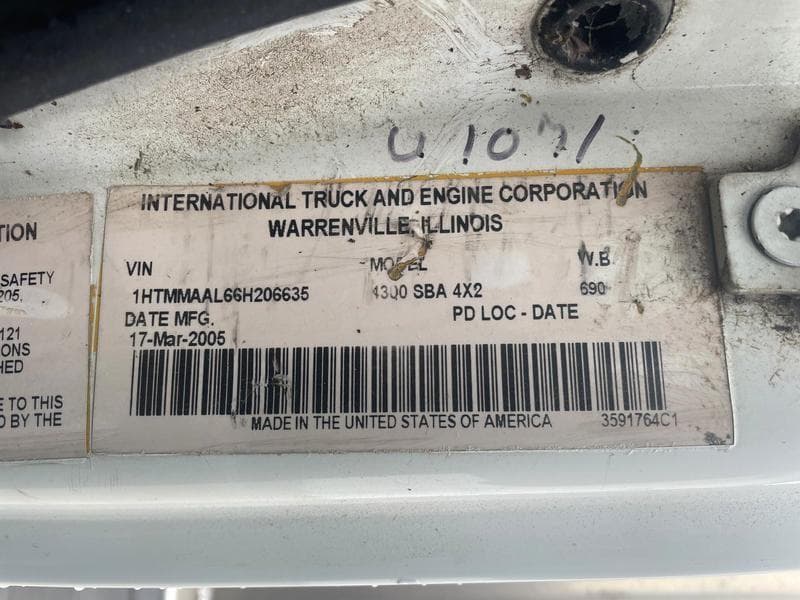 U1071
INTERNATIONAL TRUCK AND ENGINE CORPORATION
WARRENVILLE, ILLINOIS
VIN MODEL W.B
1HTMMAAL66H206635 4300 SBA 4X2 690
DATE MFG. PD LOC - DATE
17-Mar-2005
MADE IN THE UNITED STATES OF AMERICA 3591764C1
TION
SAFETY
205,
121
ONS
HED
E TO THIS
D BY THE